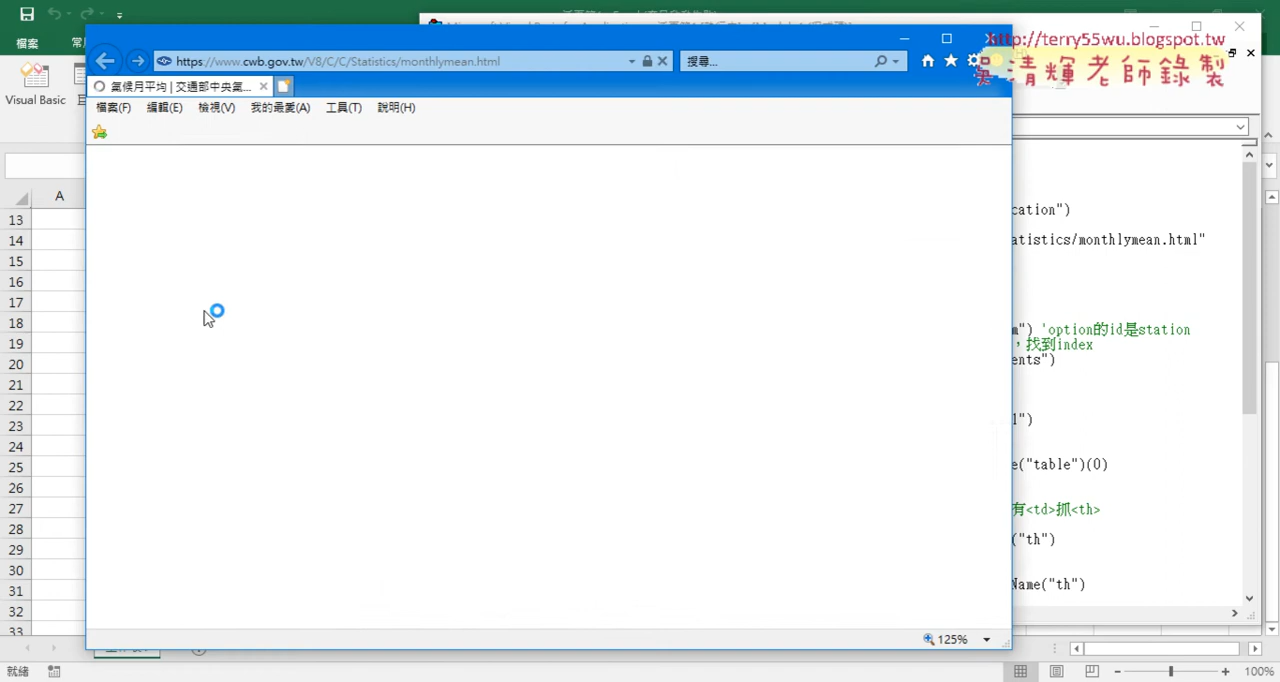 檔案
http://terry55wu.blogspot.tw
吳清輝老師錄製
https://www.cwb.gov.tw/V8/C/C/Statistics/monthlymean.html
搜尋...
氣候月平均 | 交通部中央氣...
檔案(F) 編輯(E) 檢視(V) 我的最愛(A) 工具(T) 說明(H)
Visual Basic
A
13
14
15
16
17
18
19
20
21
22
23
24
25
26
27
28
29
30
31
32
33
cation")
atistics/monthlymean.html"
m") 'option的id是station
，找到index
ents")
l")
e("table")(0)
有<td>抓<th>
("th")
Name("th")
125%
就緒
100%